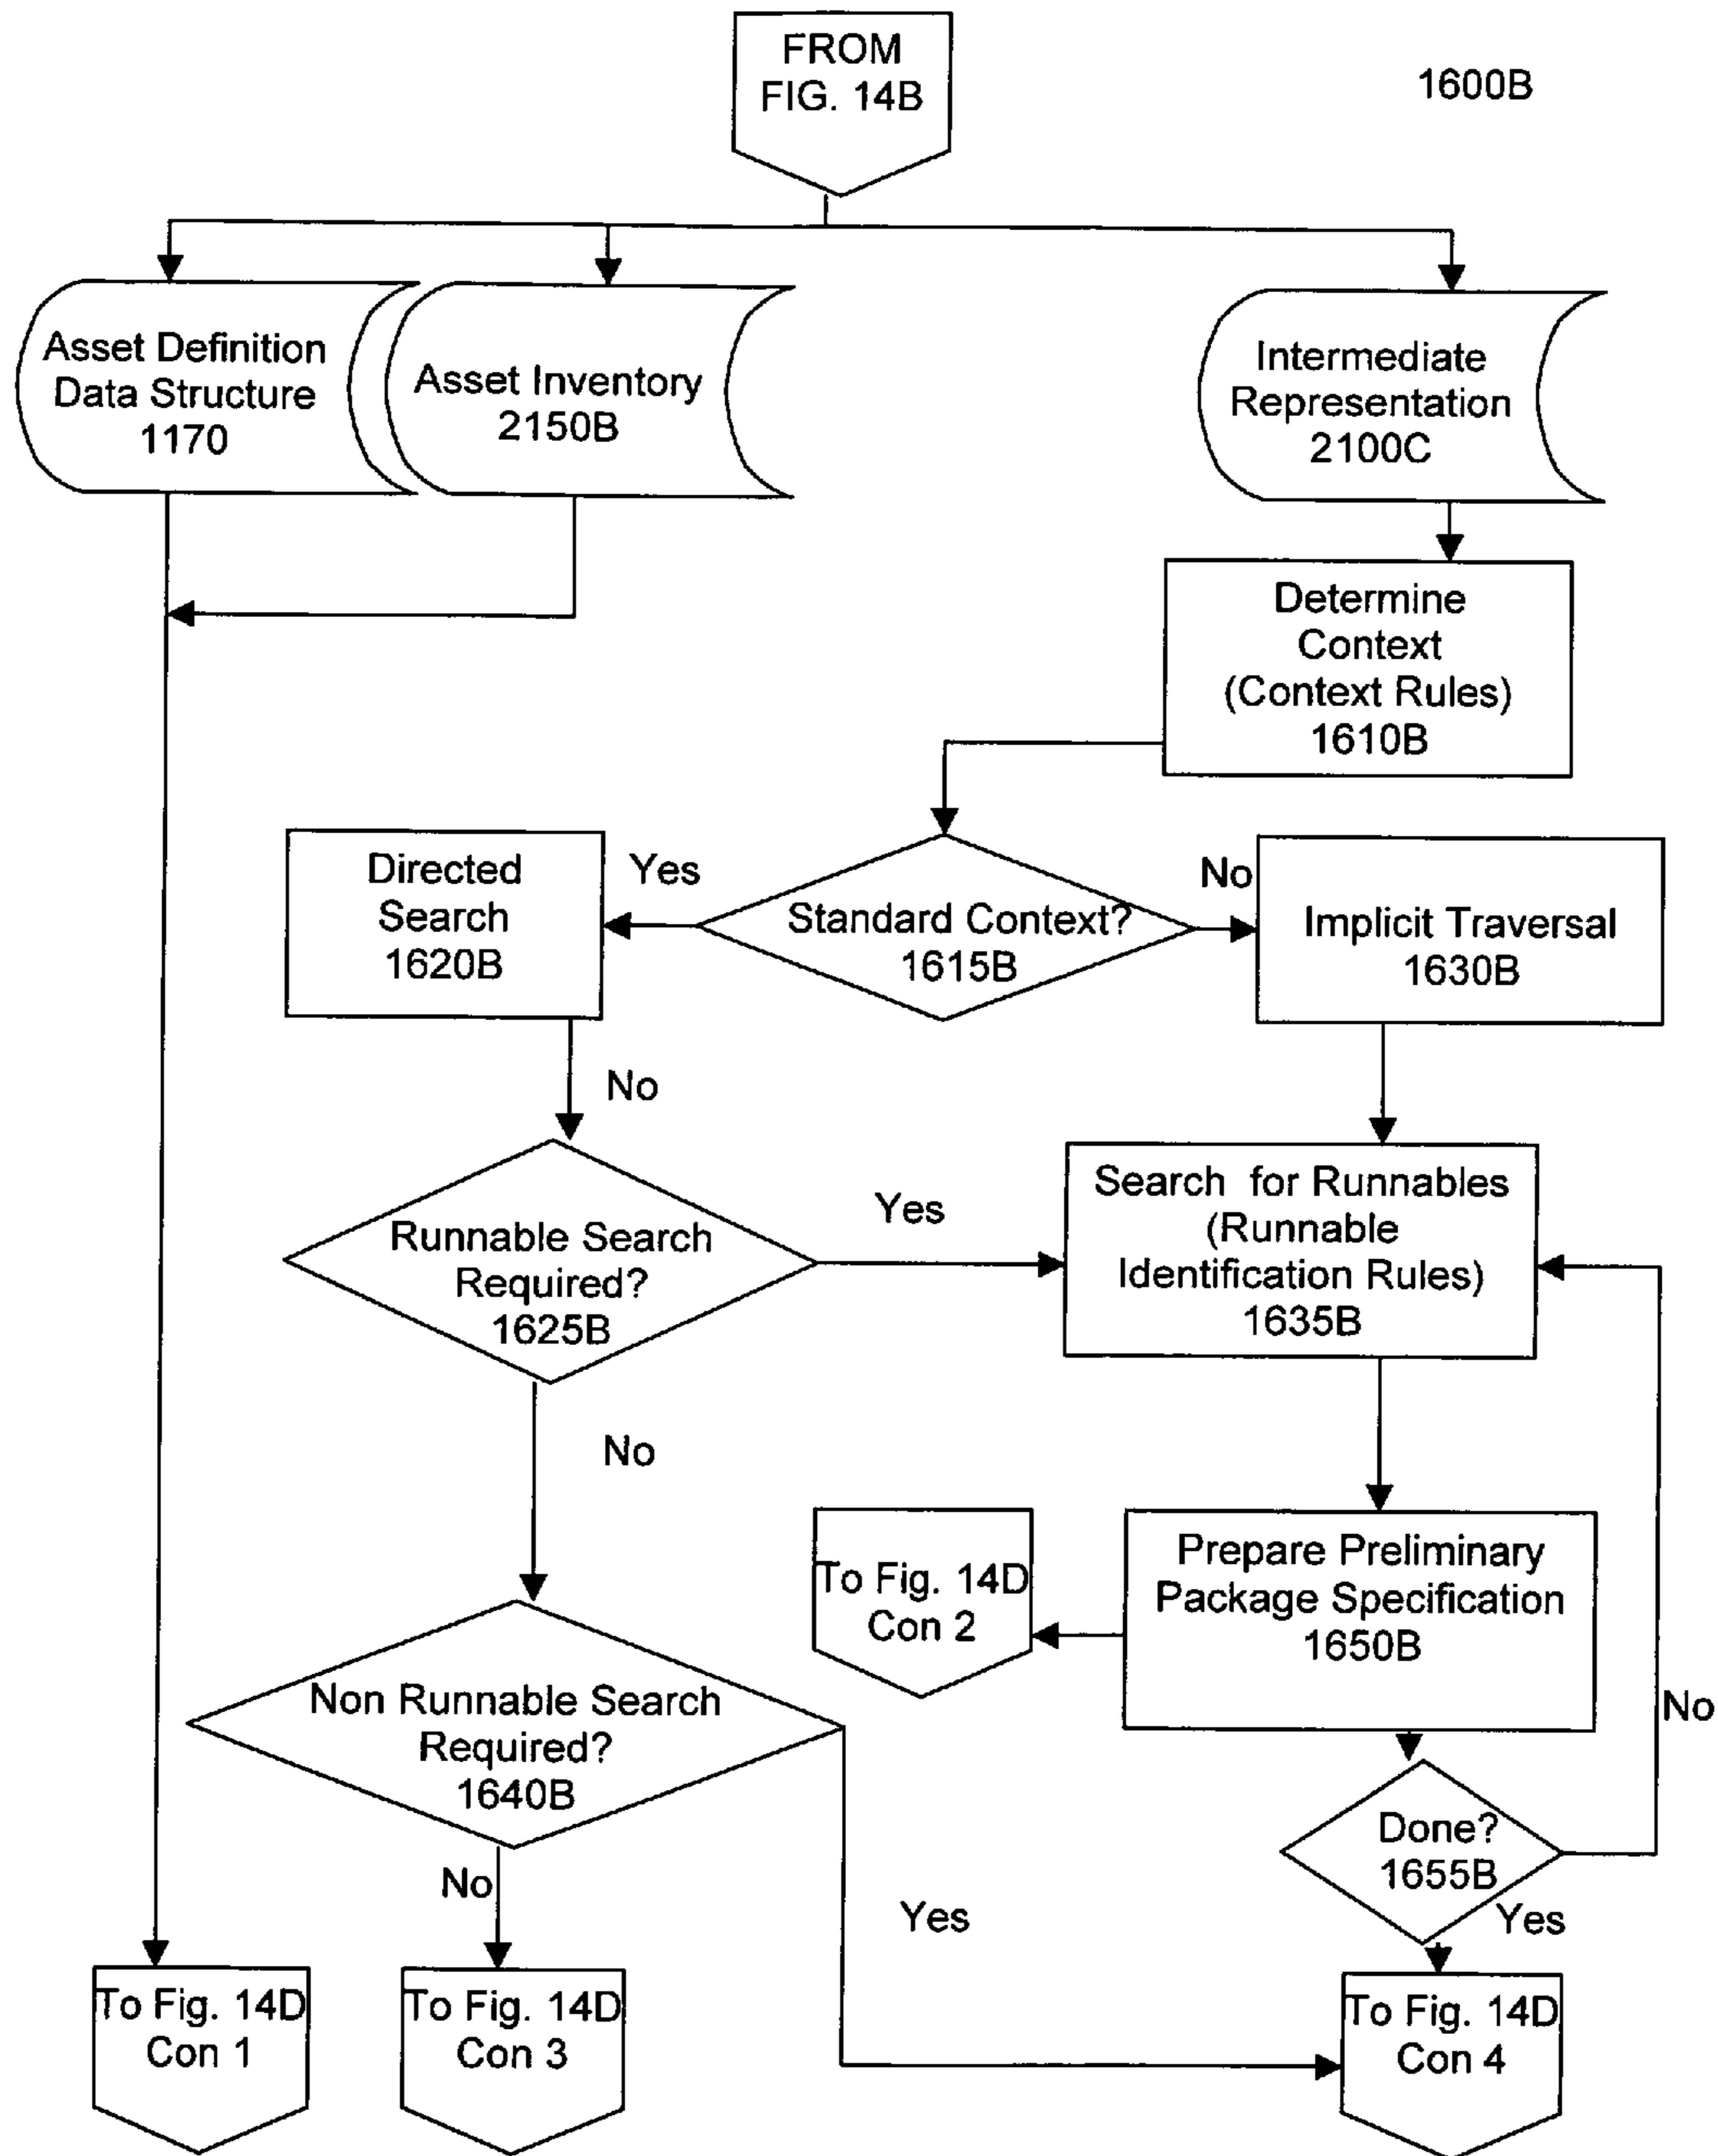 FROM
FIG. 14B
1600B
Asset Definition
Data Structure
1170
Asset Inventory
2150B
Intermediate
Representation
2100C
Determine
Context
(Context Rules)
1610B
Directed
Search
1620B
Yes
Standard Context?
1615B
No
Implicit Traversal
1630B
No
Runnable Search
Required?
1625B
Yes
Search for Runnables
(Runnable
Identification Rules)
1635B
No
To Fig. 14D
Con 2
Prepare Preliminary
Package Specification
1650B
No
Non Runnable Search
Required?
1640B
Done?
1655B
No
Yes
Yes
To Fig. 14D
Con 1
To Fig. 14D
Con 3
To Fig. 14D
Con 4